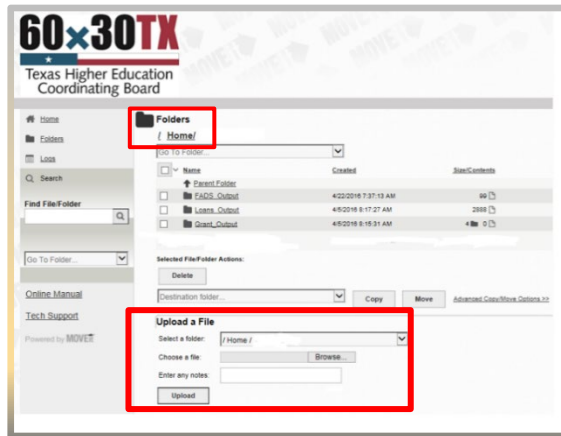 60x30TX
Texas Higher Education
Coordinating Board
Home
Folders
Logs
Search
Find File/Folder
Go To Folder...
Online Manual
Tech Support
Powered by MOVEit
Folders
/ Home/
Go To Folder...
Name Created Size/Contents
Parent Folder
FADS_Output 4/22/2016 7:37:13 AM
Loans_Output 4/5/2016 8:17:27 AM
Grant_Output 4/5/2016 8:15:31 AM 4 0
Selected File/Folder Actions:
Delete
Destination folder... Copy Move Advanced Copy/Move Options >>
Upload a File
Select a folder: / Home /
Choose a file: Browse...
Enter any notes:
Upload